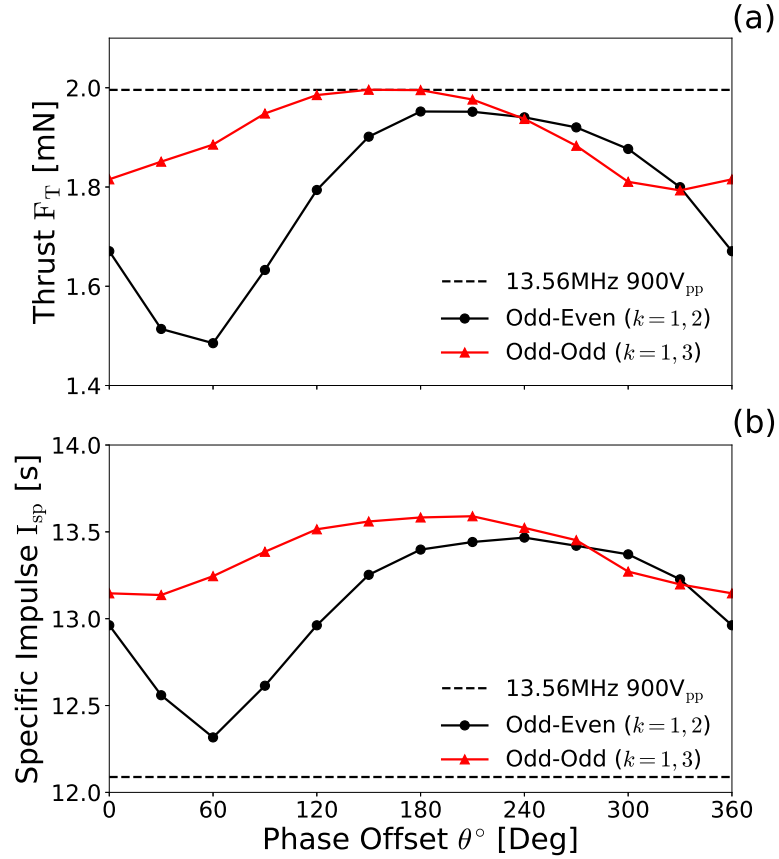 (a)
Thrust F_T [mN]
2.0
1.8
1.6
1.4
13.56MHz 900V_pp
Odd-Even (k = 1, 2)
Odd-Odd (k = 1, 3)
(b)
Specific Impulse I_sp [s]
14.0
13.5
13.0
12.5
12.0
13.56MHz 900V_pp
Odd-Even (k = 1, 2)
Odd-Odd (k = 1, 3)
0 60 120 180 240 300 360
Phase Offset θ° [Deg]